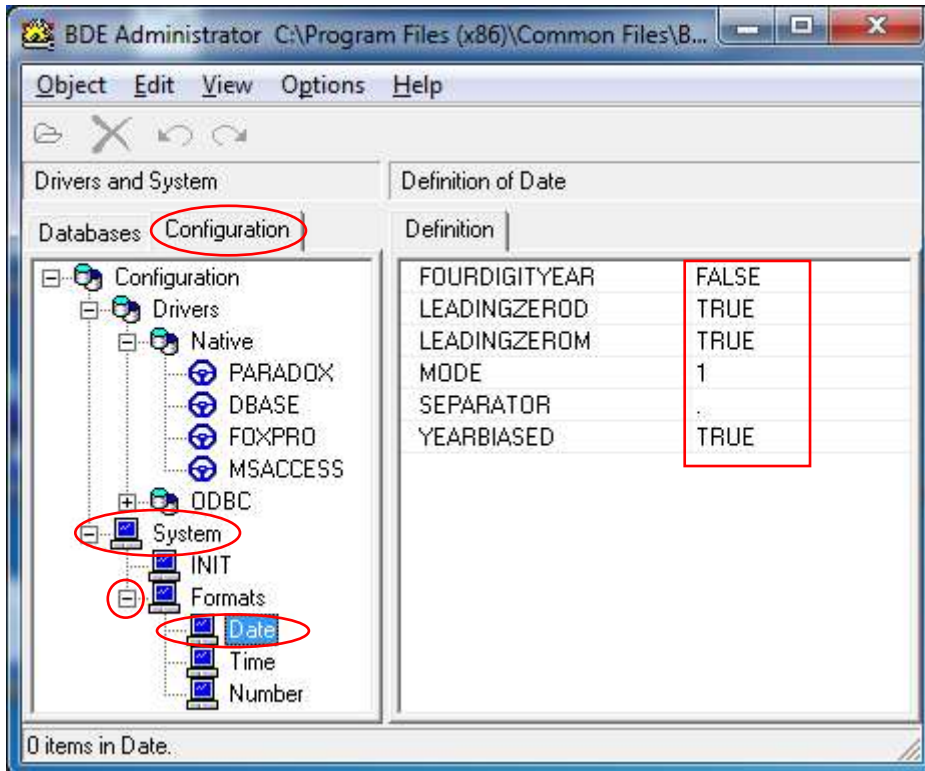 BDE Administrator C:\Program Files (x86)\Common Files\B...
Object Edit View Options Help
Drivers and System
Definition of Date
Databases Configuration
Definition
Configuration
Drivers
Native
PARADOX
DBASE
FOXPRO
MSACCESS
ODBC
System
INIT
Formats
Date
Time
Number
FOURDIGITYEAR FALSE
LEADINGZEROD TRUE
LEADINGZEROM TRUE
MODE 1
SEPARATOR .
YEARBIASED TRUE
0 items in Date.